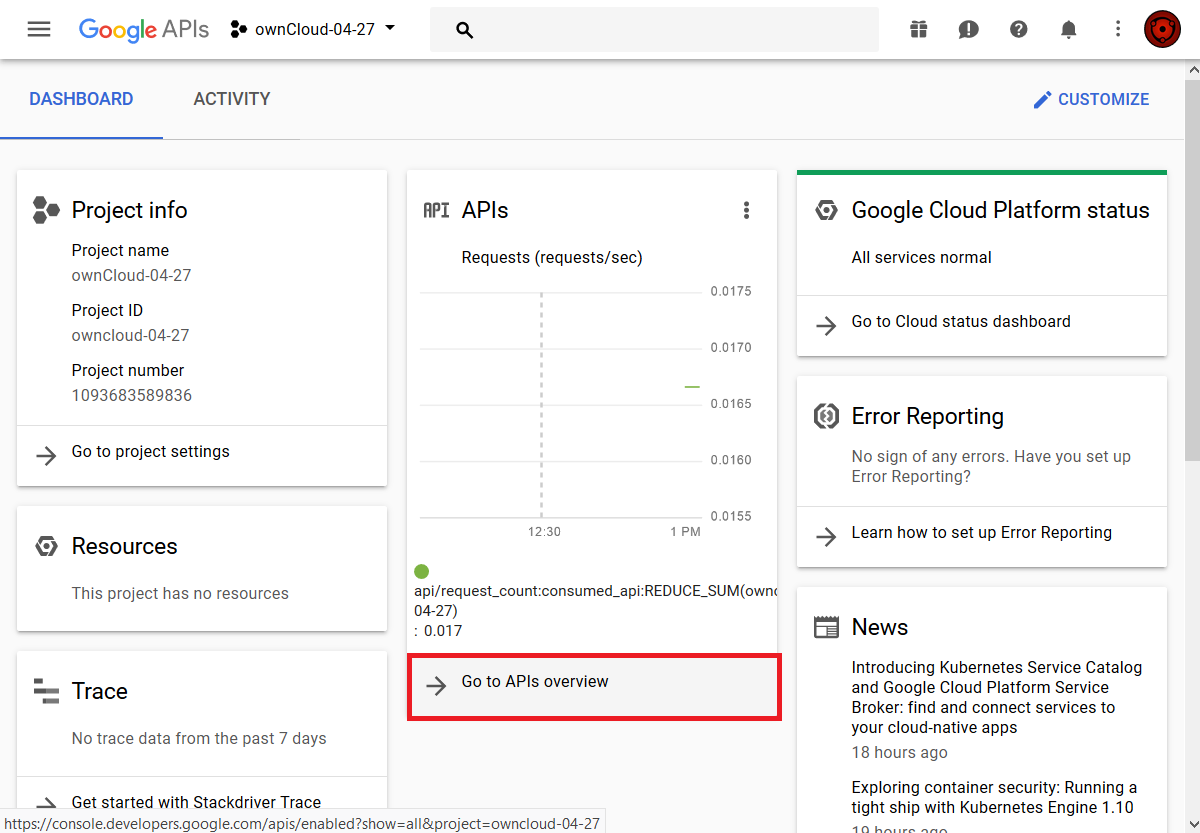 Google APIs
ownCloud-04-27
DASHBOARD
ACTIVITY
CUSTOMIZE
Project info
Project name
ownCloud-04-27
Project ID
owncloud-04-27
Project number
1093683589836
Go to project settings
Resources
This project has no resources
Trace
No trace data from the past 7 days
Get started with Stackdriver Trace
API APIs
Requests (requests/sec)
0.0175
0.0170
0.0165
0.0160
0.0155
12:30
1 PM
api/request_count:consumed_api:REDUCE_SUM(ownc
04-27)
: 0.017
Go to APIs overview
Google Cloud Platform status
All services normal
Go to Cloud status dashboard
Error Reporting
No sign of any errors. Have you set up
Error Reporting?
Learn how to set up Error Reporting
News
Introducing Kubernetes Service Catalog
and Google Cloud Platform Service
Broker: find and connect services to
your cloud-native apps
18 hours ago
Exploring container security: Running a
tight ship with Kubernetes Engine 1.10
19 hours ago
https://console.developers.google.com/apis/enabled?show=all&project=owncloud-04-27